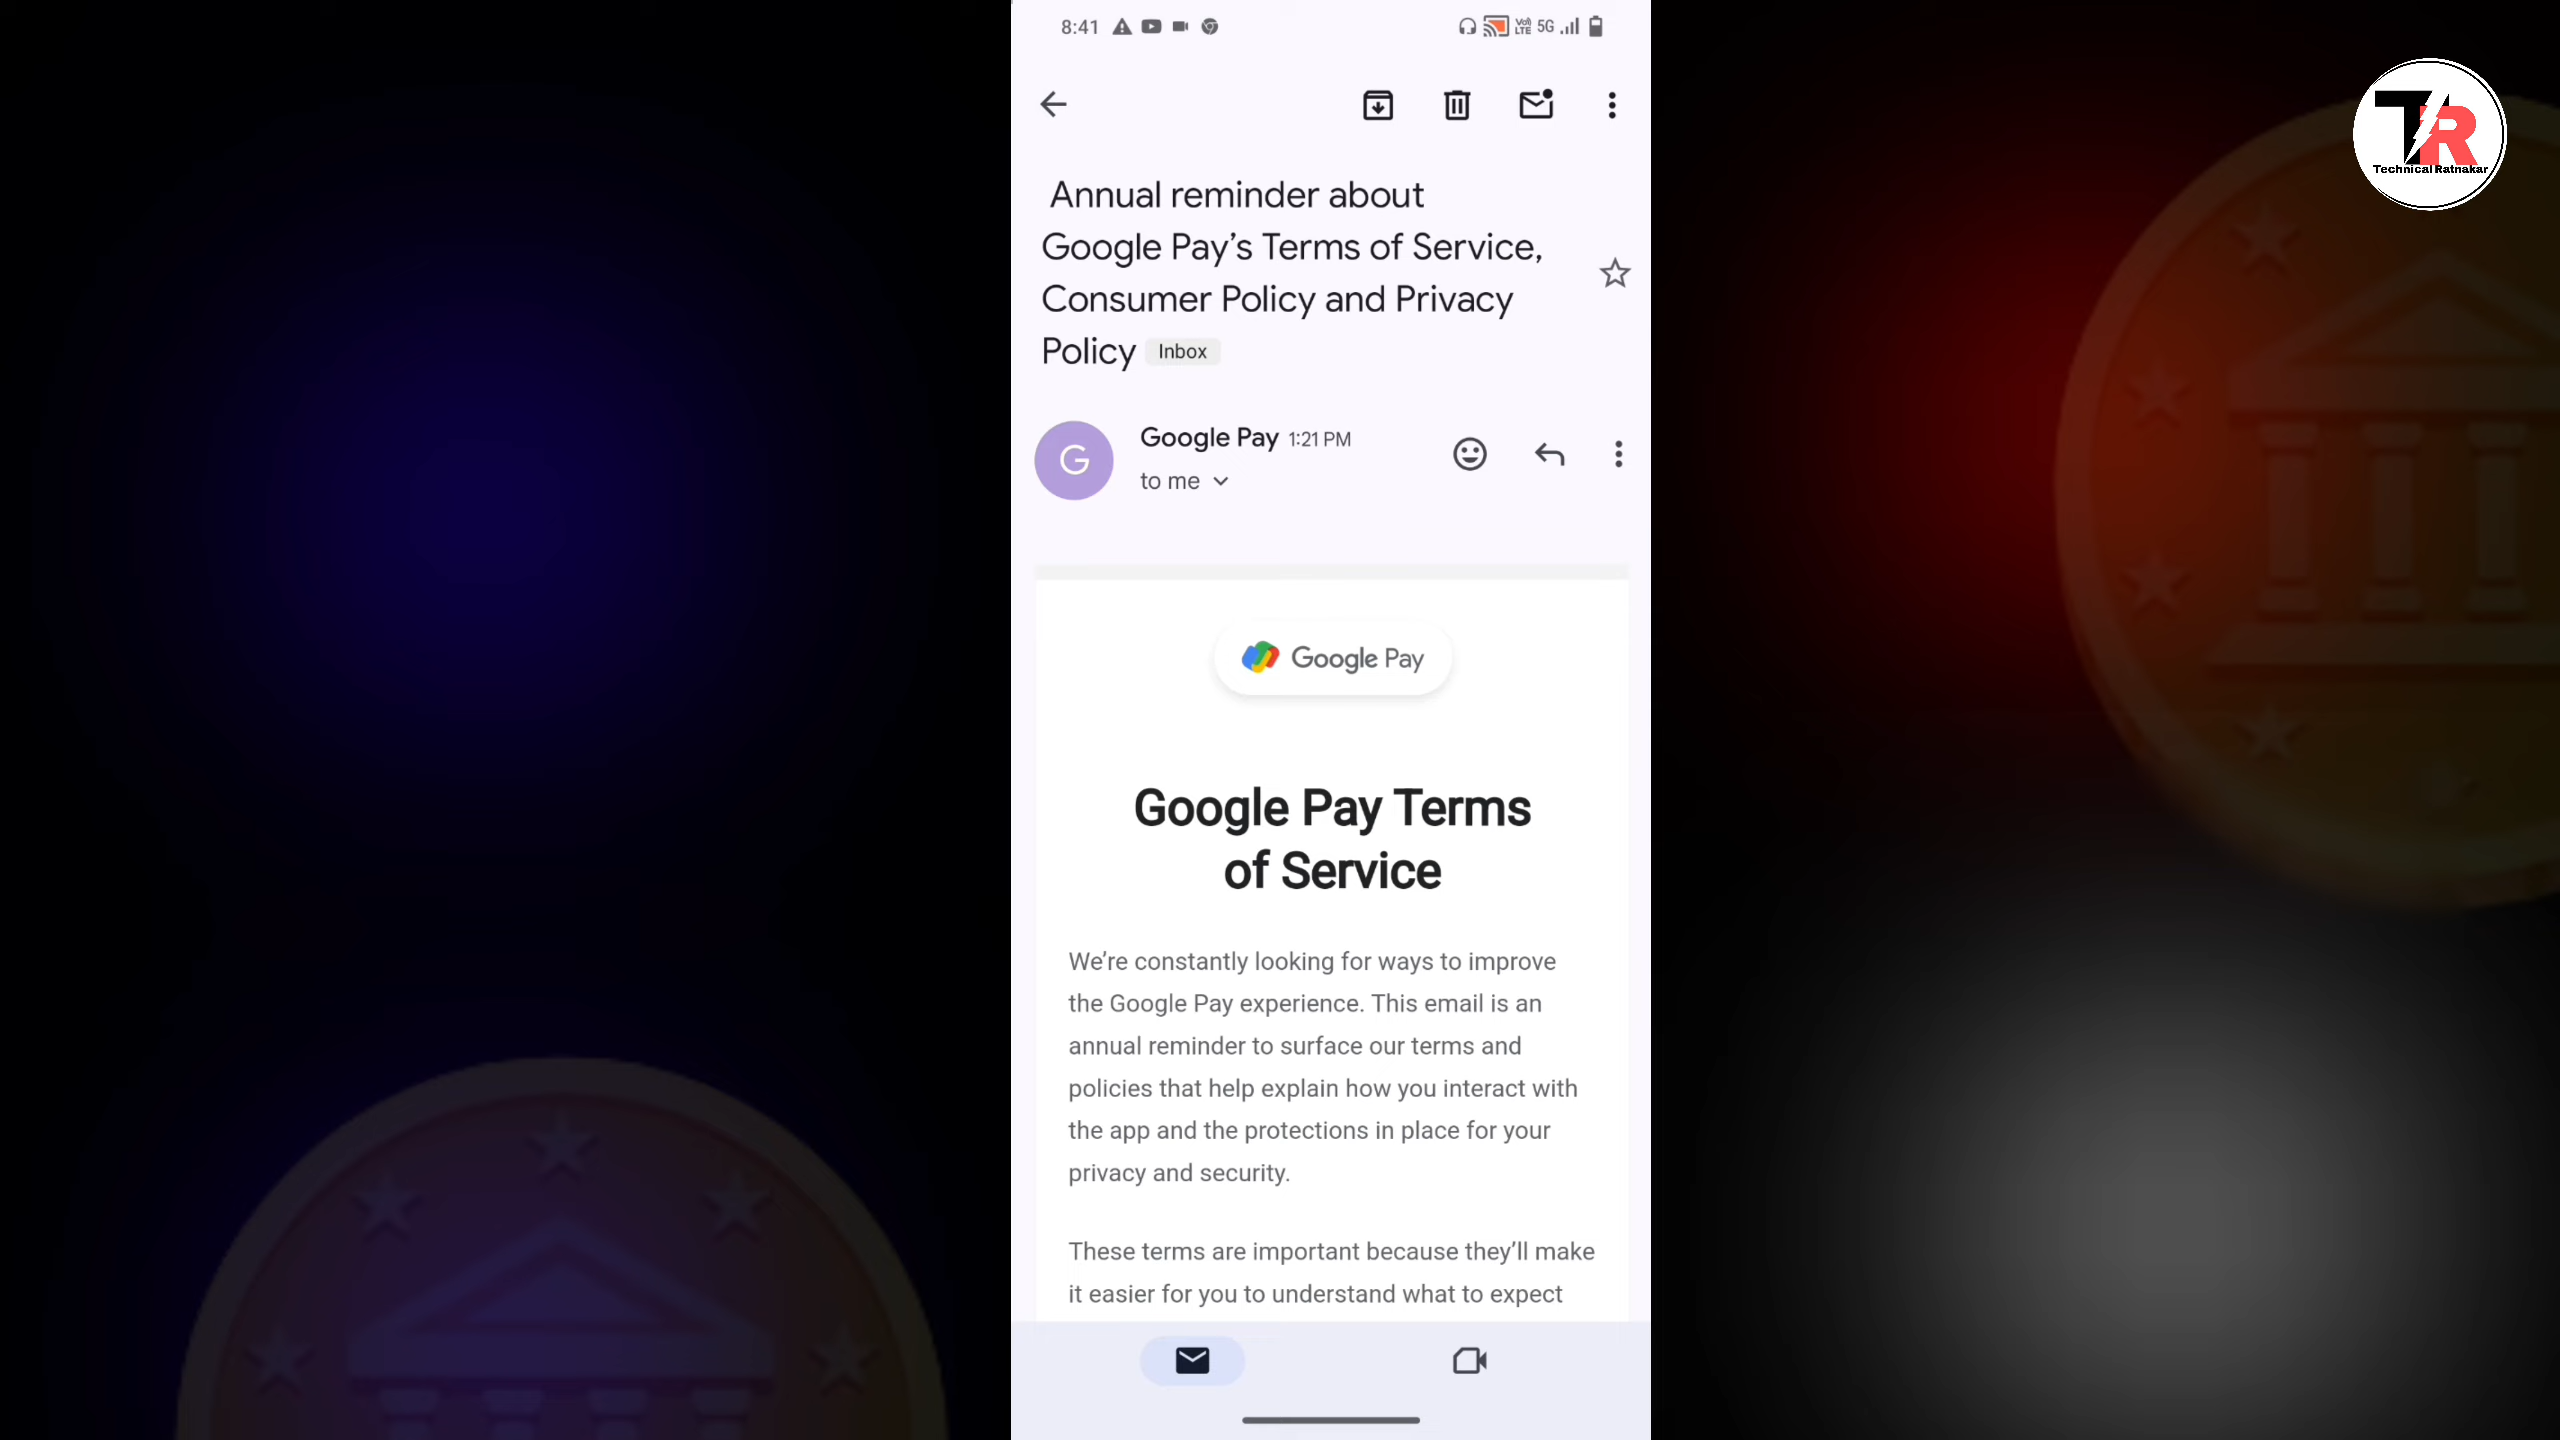 8:41
VoI) LTE 5G
TR
Technical Ratnakar
Annual reminder about
Google Pay’s Terms of Service,
Consumer Policy and Privacy
Policy Inbox
G
Google Pay 1:21 PM
to me
Google Pay
Google Pay Terms
of Service
We’re constantly looking for ways to improve
the Google Pay experience. This email is an
annual reminder to surface our terms and
policies that help explain how you interact with
the app and the protections in place for your
privacy and security.
These terms are important because they’ll make
it easier for you to understand what to expect